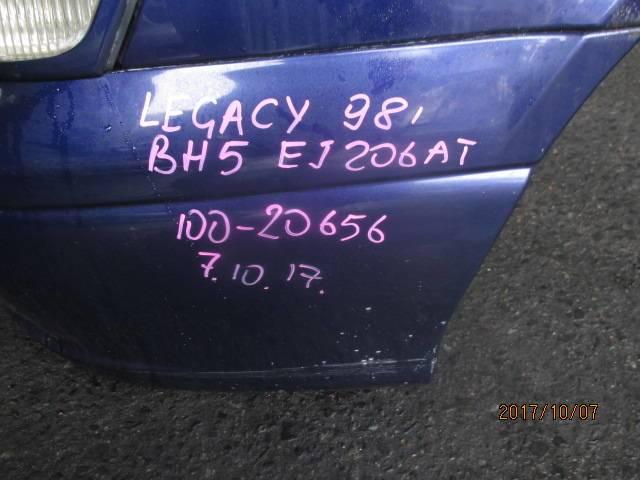 LEGACY 98,
BH5 EJ206AT
100-20656
7.10.17.
2017/10/07